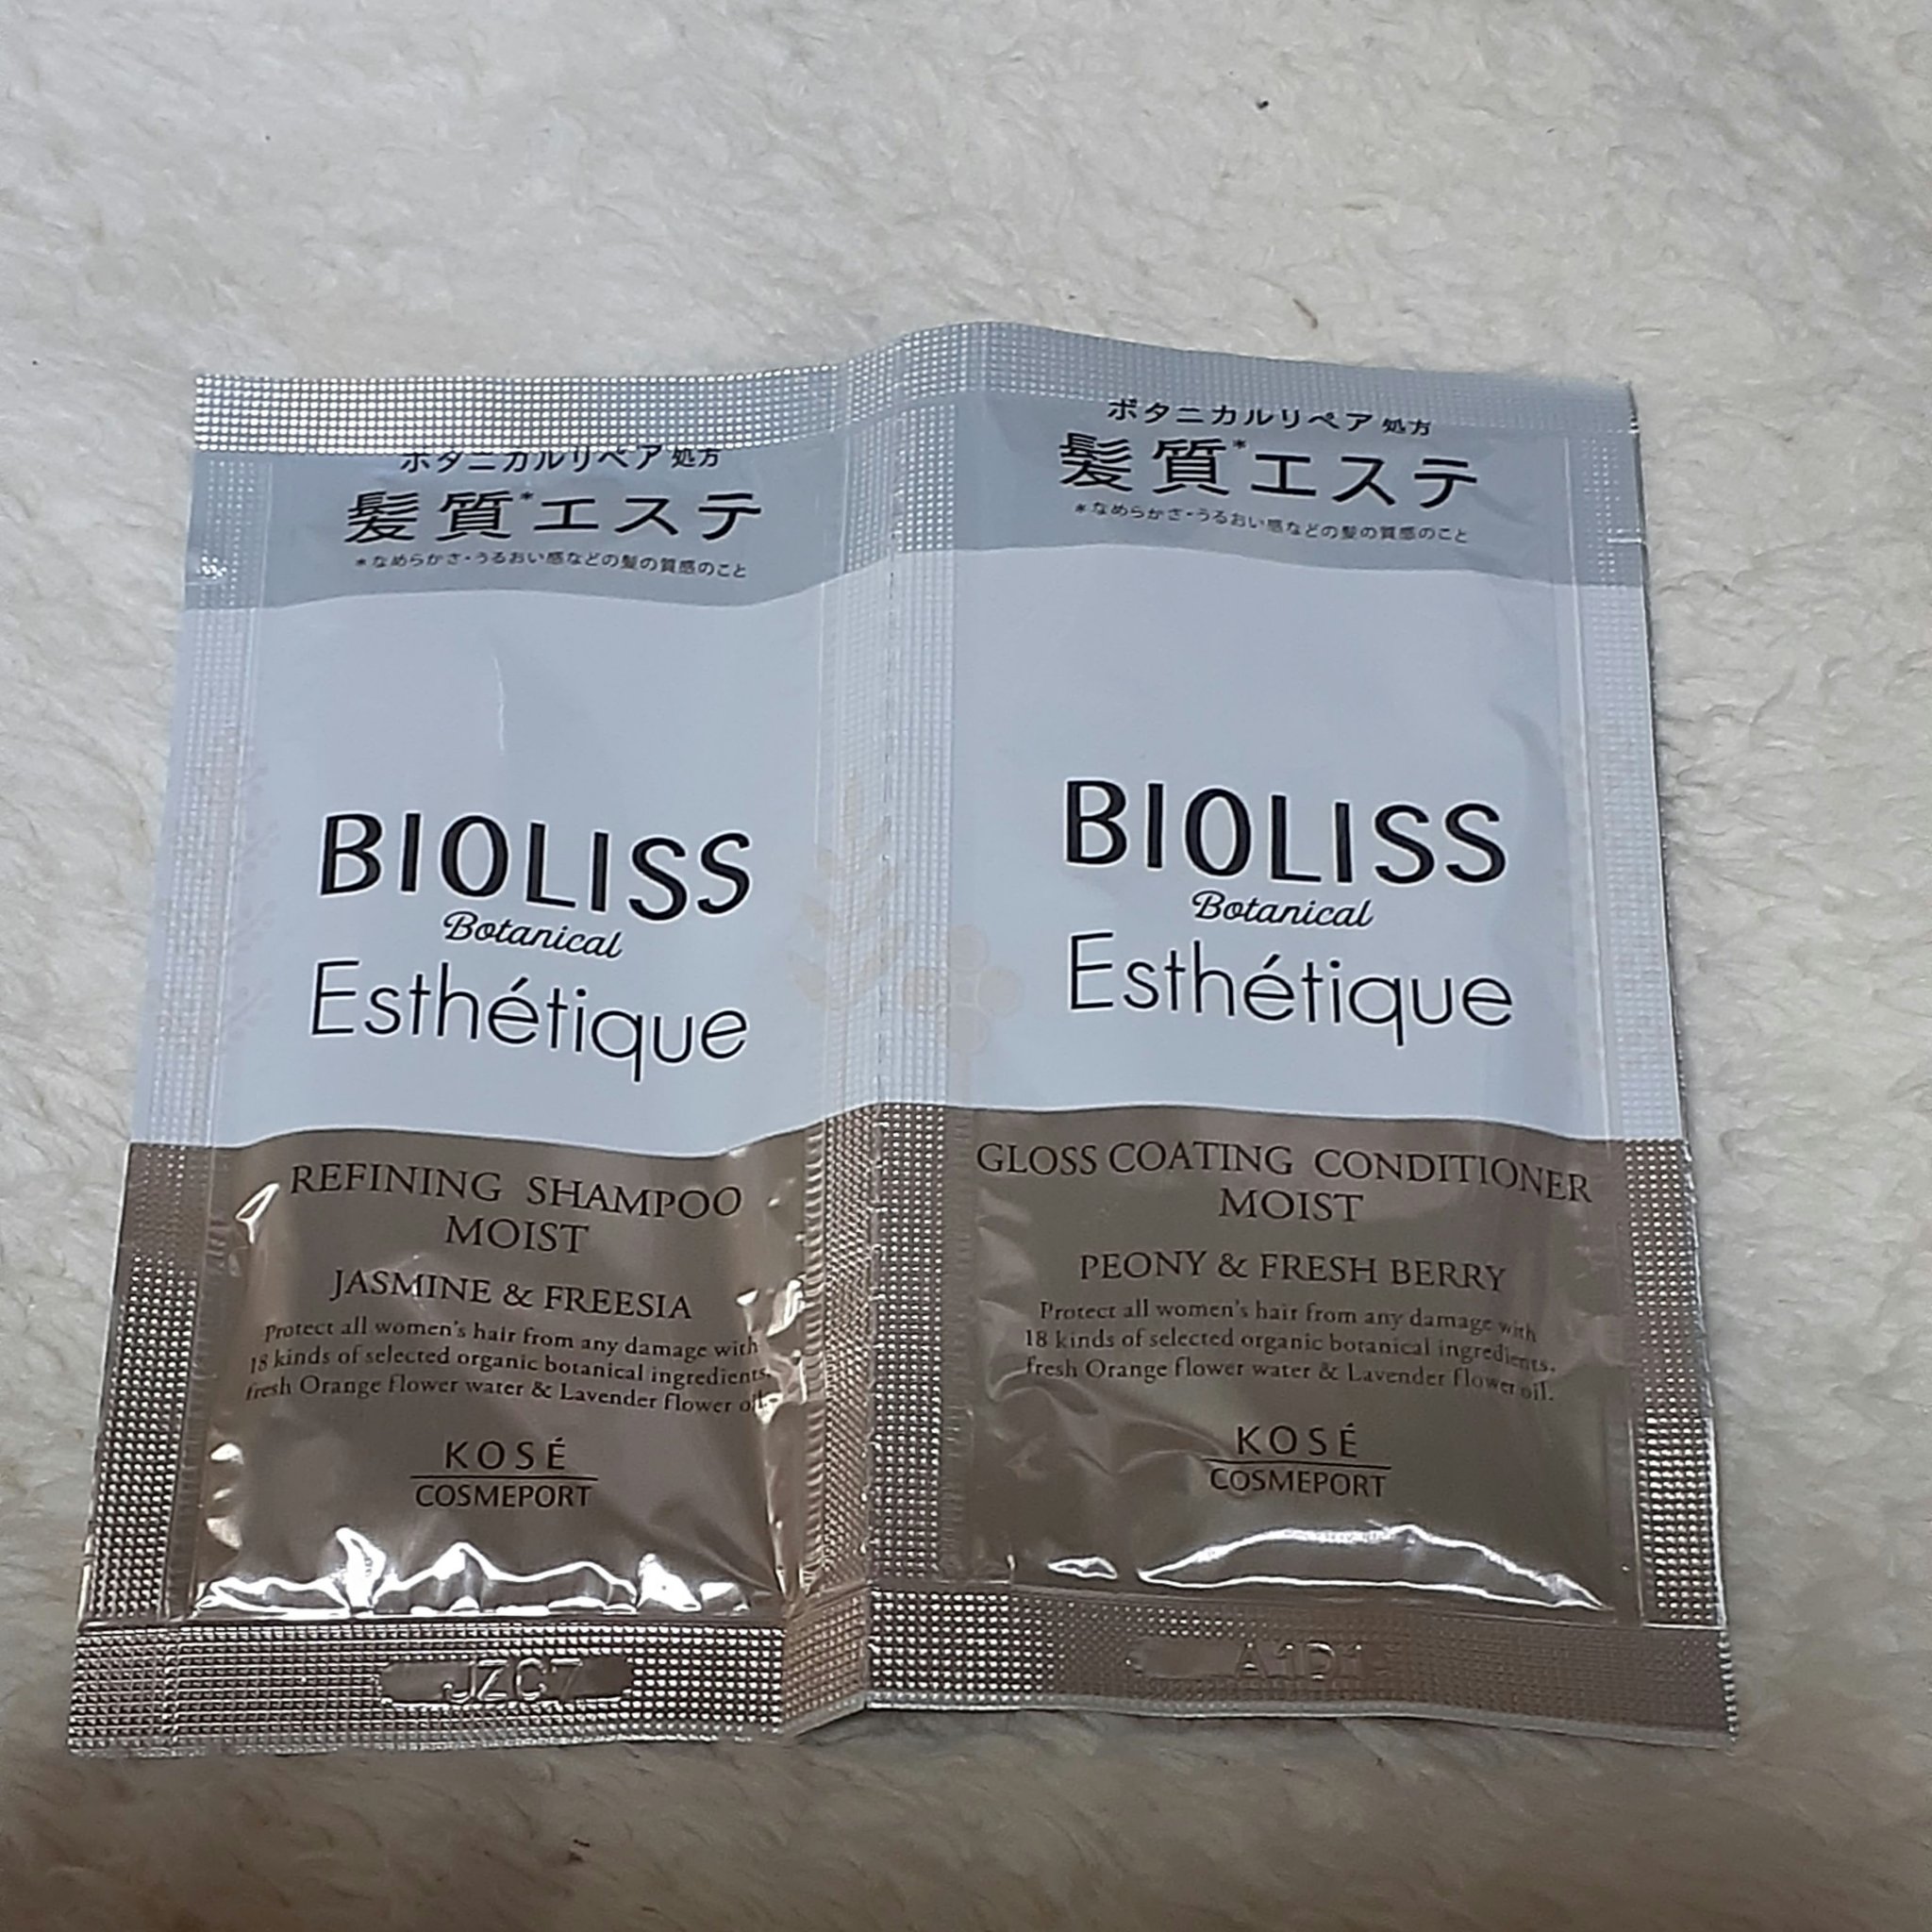 ボタニカルリペア処方
髪質*エステ
*なめらかさ・うるおい感などの髪の質感のこと
BIOLISS
Botanical
Esthétique
REFINING SHAMPOO
MOIST
JASMINE & FREESIA
Protect all women's hair from any damage with
18 kinds of selected organic botanical ingredients.
fresh Orange flower water & Lavender flower oil.
KOSÉ
COSMEPORT
JZC7
ボタニカルリペア処方
髪質*エステ
*なめらかさ・うるおい感などの髪の質感のこと
BIOLISS
Botanical
Esthétique
GLOSS COATING CONDITIONER
MOIST
PEONY & FRESH BERRY
Protect all women's hair from any damage with
18 kinds of selected organic botanical ingredients.
fresh Orange flower water & Lavender flower oil.
KOSÉ
COSMEPORT
A1D1